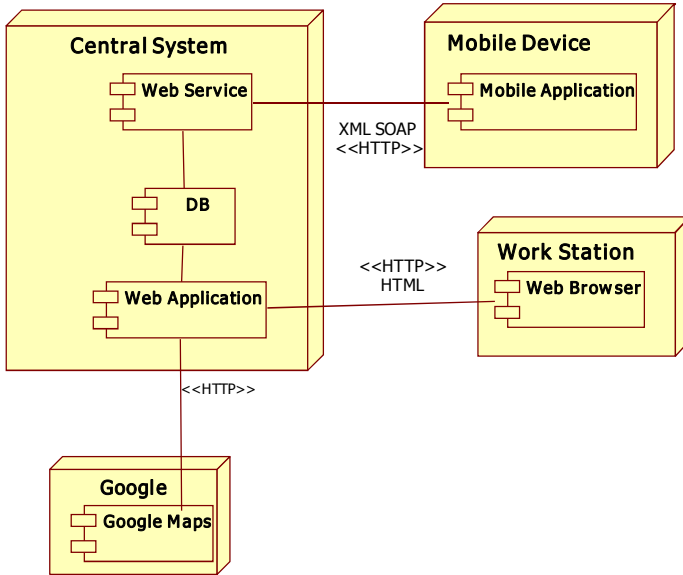 Central System
Web Service
DB
Web Application
Mobile Device
Mobile Application
XML SOAP
<<HTTP>>
Work Station
Web Browser
<<HTTP>>
HTML
<<HTTP>>
Google
Google Maps